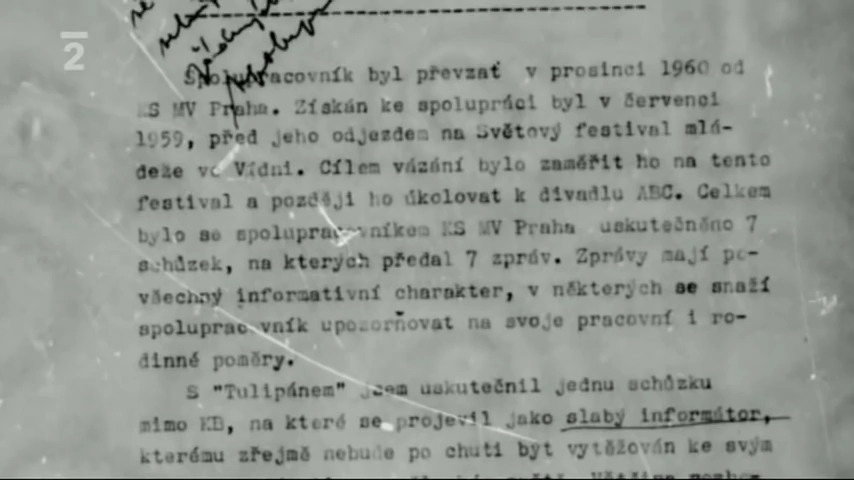 2
Spolupracovník byl převzať v prosinci 1960 od
KS MV Praha. Získán ke spolupráci byl v červenci
1959, před jeho odjezdem na Světový festival mlá-
deže ve Vídni. Cílem vázání bylo zaměřit ho na tento
festival a později ho úkolovat k divadlu ABC. Celkem
bylo se spolupracovníkem KS MV Praha uskutečněno 7
schůzek, na kterých předal 7 zpráv. Zprávy mají po-
všechný informativní charakter, v některých se snaží
spolupracovník upozorňovat na svoje pracovní i ro-
dinné poměry.
S "Tulipánem" jsem uskutečnil jednu schůzku
mimo KB, na které se projevil jako slabý informátor,
kterému zřejmě nebude po chuti být vytěžován ke svým